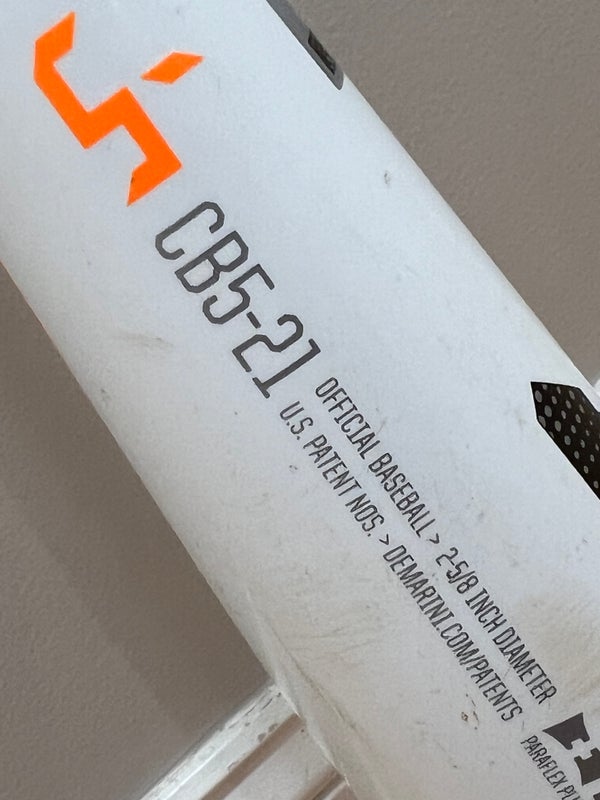 CB5-21
OFFICIAL BASEBALL > 2-5/8 INCH DIAMETER
U.S. PATENT NOS. > DEMARINI.COM/PATENTS
PARAFLEX